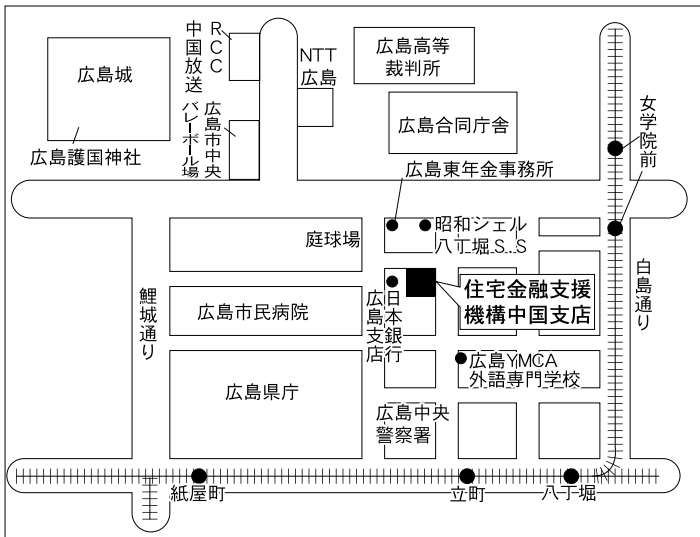 広島城
広島護国神社
RCC
中国放送
広島市中央
バレーボール場
NTT
広島
広島高等
裁判所
広島合同庁舎
広島東年金事務所
女学院前
昭和シェル
八丁堀S.S
庭球場
鯉城通り
白島通り
住宅金融支援
機構中国支店
日本銀行
広島支店
広島市民病院
広島YMCA
外語専門学校
広島県庁
広島中央
警察署
紙屋町
立町
八丁堀